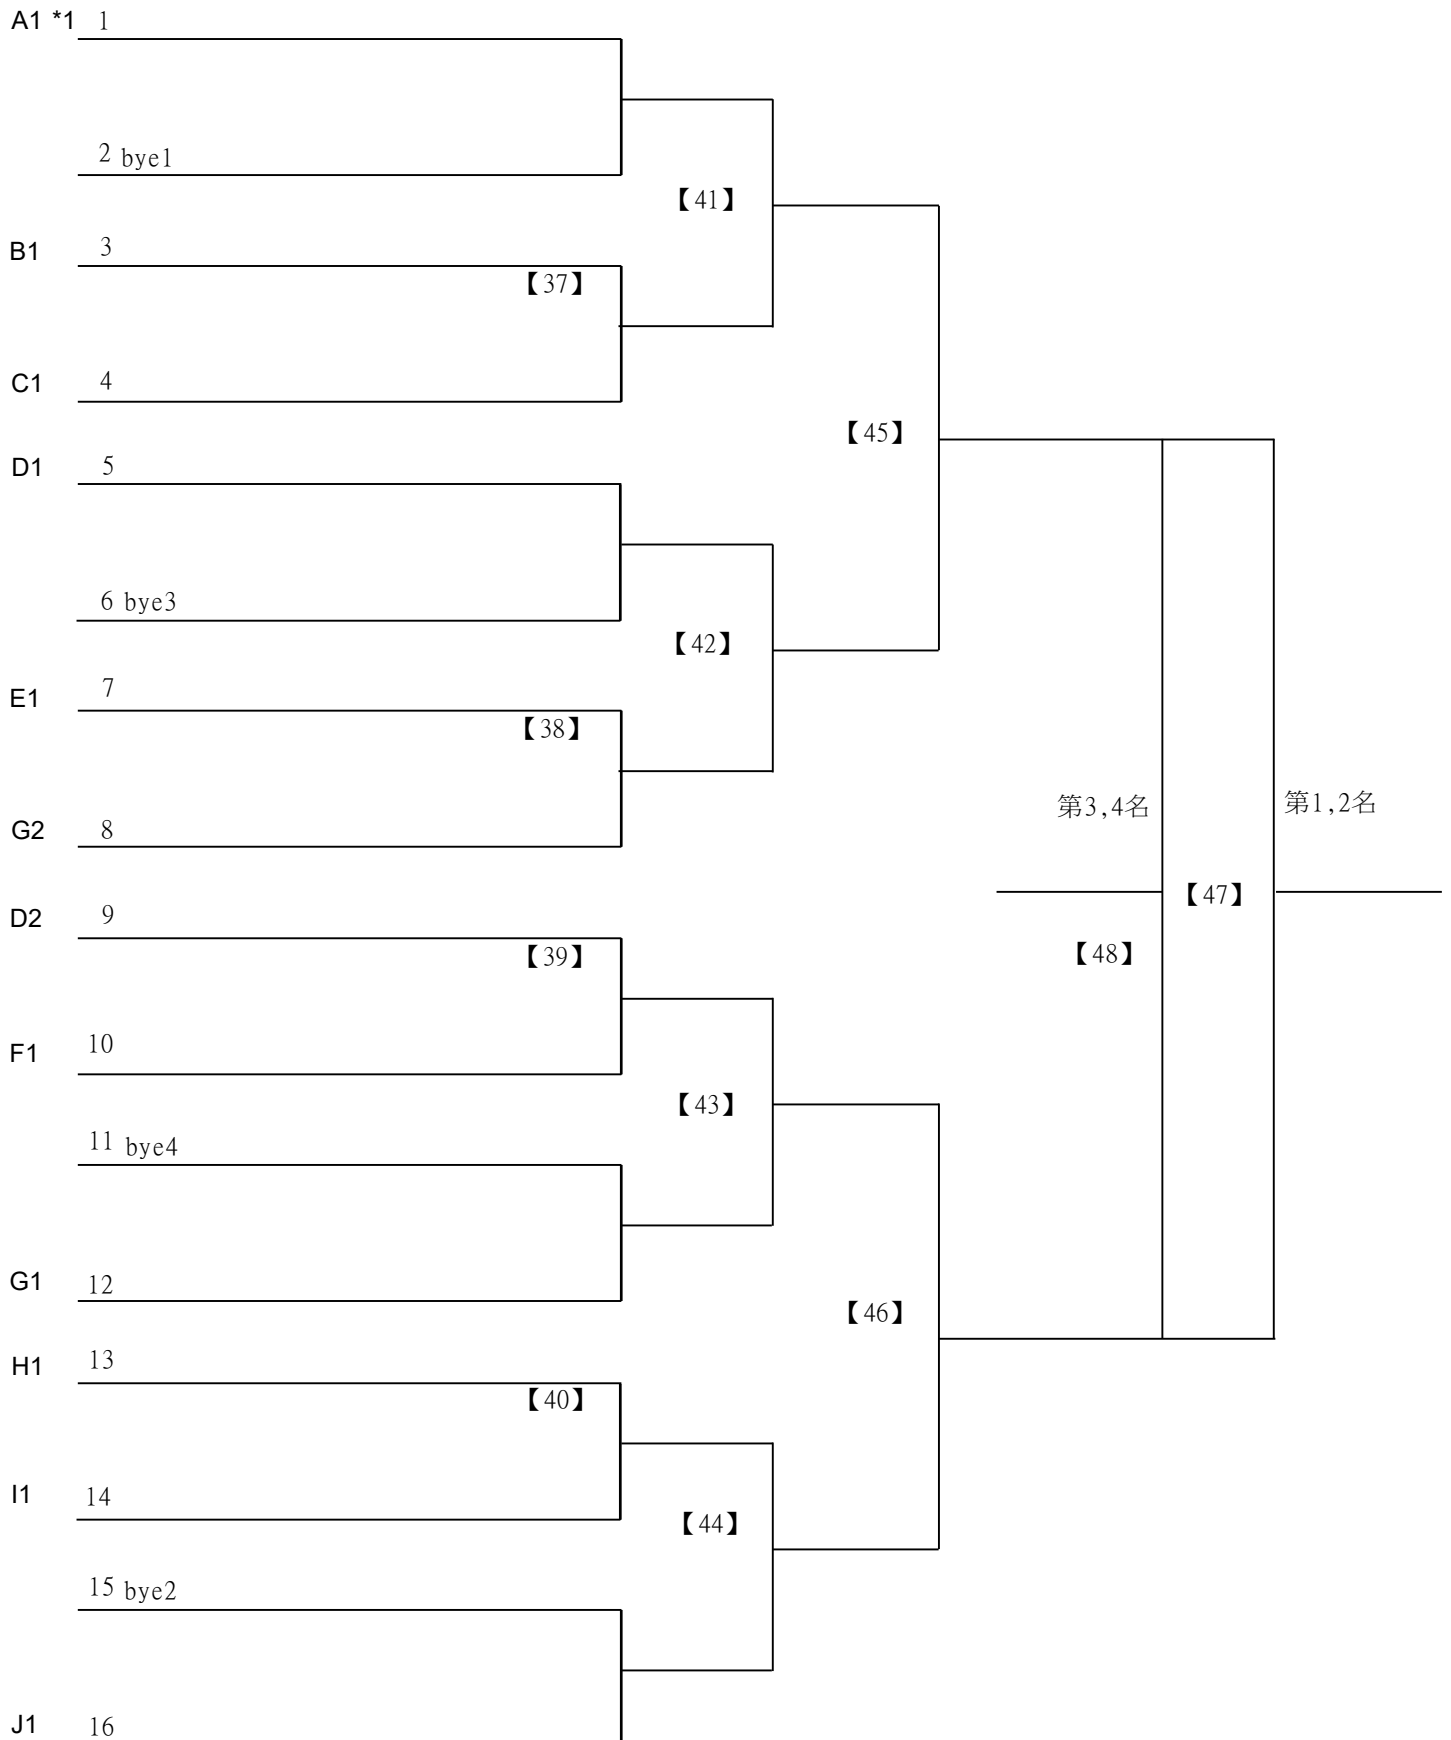 A1 *1 1
2 bye1
【41】
B1 3
【37】
C1 4
【45】
D1 5
6 bye3
【42】
E1 7
【38】
第3,4名
第1,2名
G2 8
【47】
D2 9
【39】
【48】
F1 10
【43】
11 bye4
G1 12
【46】
H1 13
【40】
I1 14
【44】
15 bye2
J1 16